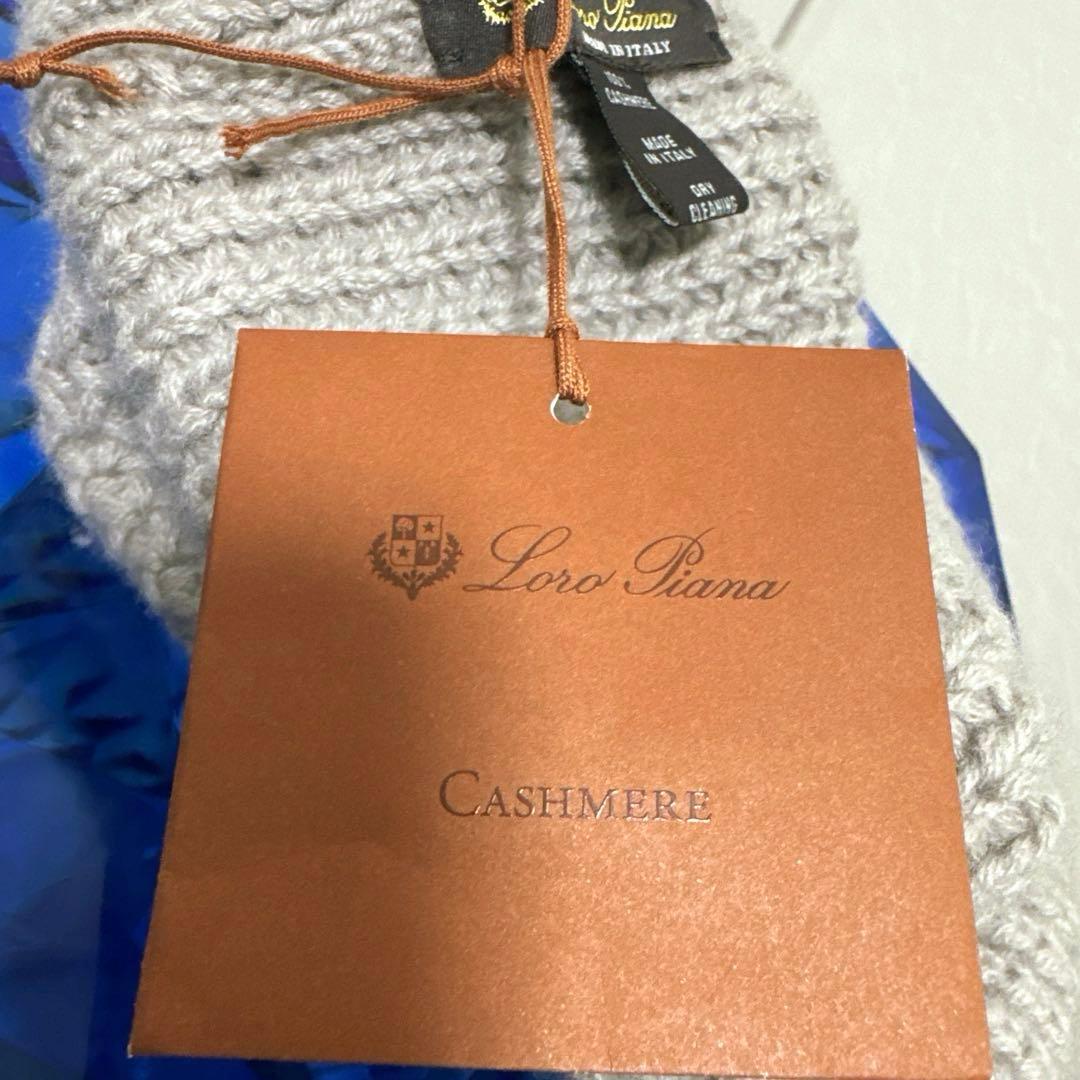 Loro Piana
MADE IN ITALY
100%
CASHMERE
MADE
IN ITALY
DRY
CLEANING
Loro Piana
CASHMERE